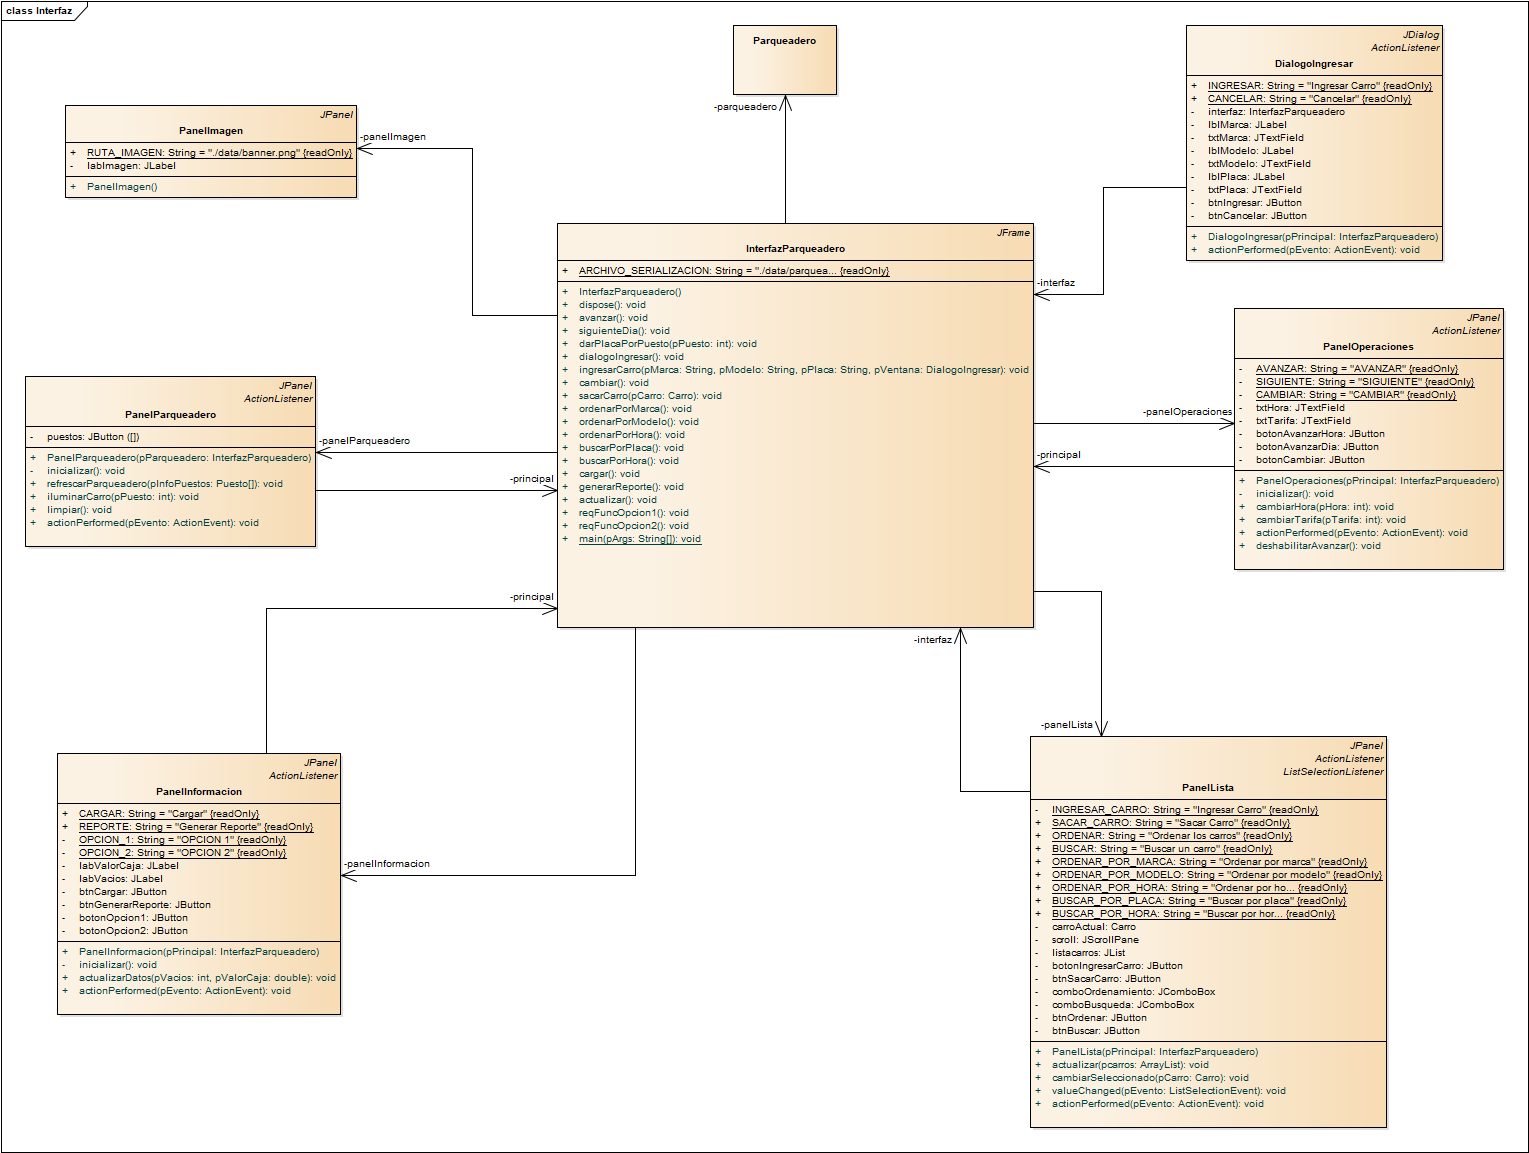 class Interfaz
Parqueadero
-parqueadero
JDialog
ActionListener
DialogoIngresar
+ INGRESAR: String = "Ingresar Carro" {readOnly}
+ CANCELAR: String = "Cancelar" {readOnly}
- interfaz: InterfazParqueadero
- lblMarca: JLabel
- txtMarca: JTextField
- lblModelo: JLabel
- txtModelo: JTextField
- lblPlaca: JLabel
- txtPlaca: JTextField
- btnIngresar: JButton
- btnCancelar: JButton
+ DialogoIngresar(pPrincipal: InterfazParqueadero)
+ actionPerformed(pEvento: ActionEvent): void
-interfaz
JPanel
PanelImagen
+ RUTA_IMAGEN: String = "./data/banner.png" {readOnly}
- labImagen: JLabel
+ PanelImagen()
-panelImagen
JFrame
InterfazParqueadero
+ ARCHIVO_SERIALIZACION: String = "./data/parquea... {readOnly}
+ InterfazParqueadero()
+ dispose(): void
+ avanzar(): void
+ siguienteDia(): void
+ darPlacaPorPuesto(pPuesto: int): void
+ dialogoIngresar(): void
+ ingresarCarro(pMarca: String, pModelo: String, pPlaca: String, pVentana: DialogoIngresar): void
+ cambiar(): void
+ sacarCarro(pCarro: Carro): void
+ ordenarPorMarca(): void
+ ordenarPorModelo(): void
+ ordenarPorHora(): void
+ buscarPorPlaca(): void
+ buscarPorHora(): void
+ cargar(): void
+ generarReporte(): void
+ actualizar(): void
+ reqFuncOpcion1(): void
+ reqFuncOpcion2(): void
+ main(pArgs: String[]): void
JPanel
ActionListener
PanelOperaciones
- AVANZAR: String = "AVANZAR" {readOnly}
- SIGUIENTE: String = "SIGUIENTE" {readOnly}
- CAMBIAR: String = "CAMBIAR" {readOnly}
- txtHora: JTextField
- txtTarifa: JTextField
- botonAvanzarHora: JButton
- botonAvanzarDia: JButton
- botonCambiar: JButton
+ PanelOperaciones(pPrincipal: InterfazParqueadero)
- inicializar(): void
+ cambiarHora(pHora: int): void
+ cambiarTarifa(pTarifa: int): void
+ actionPerformed(pEvento: ActionEvent): void
+ deshabilitarAvanzar(): void
-panelOperaciones
-principal
JPanel
ActionListener
PanelParqueadero
- puestos: JButton ([])
+ PanelParqueadero(pParqueadero: InterfazParqueadero)
- inicializar(): void
+ refrescarParqueadero(pInfoPuestos: Puesto[]): void
+ iluminarCarro(pPuesto: int): void
+ limpiar(): void
+ actionPerformed(pEvento: ActionEvent): void
-panelParqueadero
-principal
-principal
-interfaz
-panelLista
JPanel
ActionListener
PanelInformacion
+ CARGAR: String = "Cargar" {readOnly}
+ REPORTE: String = "Generar Reporte" {readOnly}
- OPCION_1: String = "OPCION 1" {readOnly}
- OPCION_2: String = "OPCION 2" {readOnly}
- labValorCaja: JLabel
- labVacios: JLabel
- btnCargar: JButton
- btnGenerarReporte: JButton
- botonOpcion1: JButton
- botonOpcion2: JButton
+ PanelInformacion(pPrincipal: InterfazParqueadero)
- inicializar(): void
+ actualizarDatos(pVacios: int, pValorCaja: double): void
+ actionPerformed(pEvento: ActionEvent): void
-panelInformacion
JPanel
ActionListener
ListSelectionListener
PanelLista
- INGRESAR_CARRO: String = "Ingresar Carro" {readOnly}
+ SACAR_CARRO: String = "Sacar Carro" {readOnly}
+ ORDENAR: String = "Ordenar los carros" {readOnly}
+ BUSCAR: String = "Buscar un carro" {readOnly}
+ ORDENAR_POR_MARCA: String = "Ordenar por marca" {readOnly}
+ ORDENAR_POR_MODELO: String = "Ordenar por modelo" {readOnly}
+ ORDENAR_POR_HORA: String = "Ordenar por ho... {readOnly}
+ BUSCAR_POR_PLACA: String = "Buscar por placa" {readOnly}
+ BUSCAR_POR_HORA: String = "Buscar por hor... {readOnly}
- carroActual: Carro
- scroll: JScrollPane
- listacarros: JList
- botonIngresarCarro: JButton
- btnSacarCarro: JButton
- comboOrdenamiento: JComboBox
- comboBusqueda: JComboBox
- btnOrdenar: JButton
- btnBuscar: JButton
+ PanelLista(pPrincipal: InterfazParqueadero)
+ actualizar(pcarros: ArrayList): void
+ cambiarSeleccionado(pCarro: Carro): void
+ valueChanged(pEvento: ListSelectionEvent): void
+ actionPerformed(pEvento: ActionEvent): void